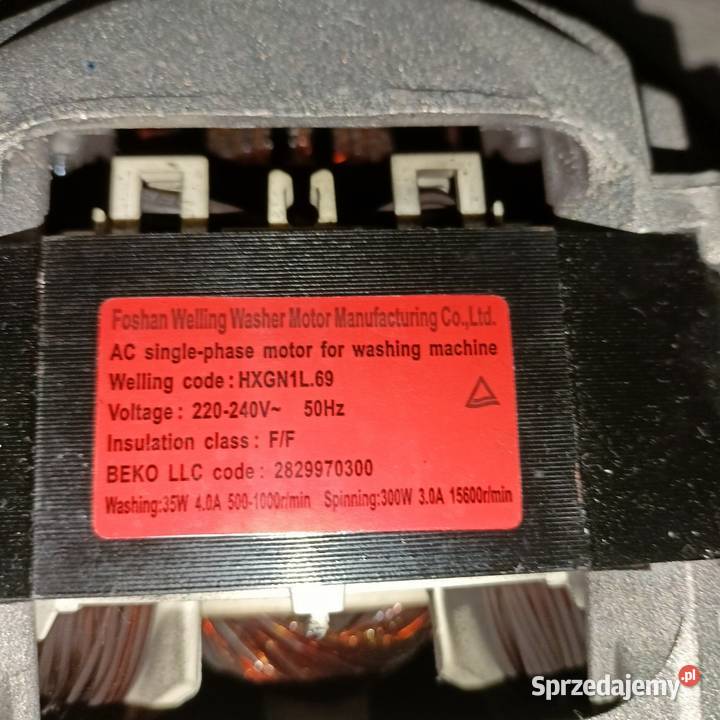 Foshan Welling Washer Motor Manufacturing Co.,Ltd.
AC single-phase motor for washing machine
Welling code : HXGN1L.69
Voltage : 220-240V~ 50Hz
Insulation class : F/F
BEKO LLC code : 2829970300
Washing:35W 4.0A 500-1000r/min Spinning:300W 3.0A 15600r/min
Sprzedajemy.pl